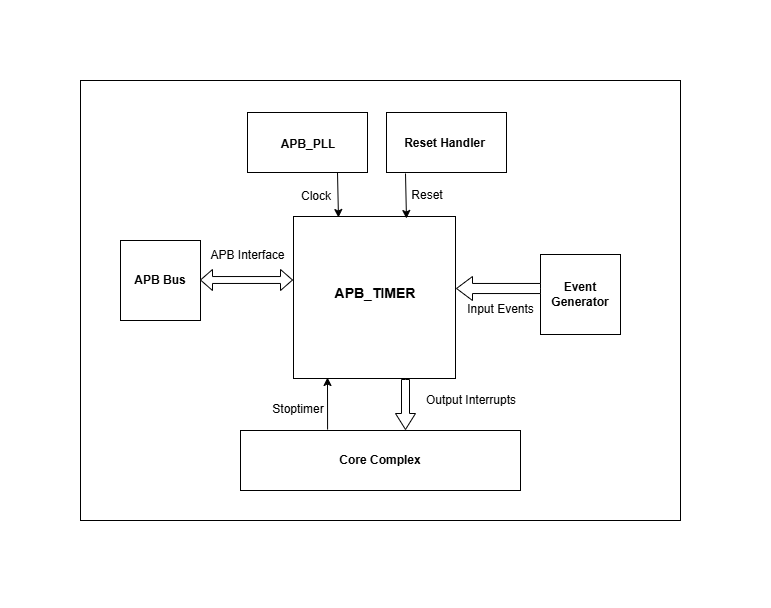 APB_PLL
Reset Handler
Clock
Reset
APB Interface
APB Bus
APB_TIMER
Event
Generator
Input Events
Stoptimer
Output Interrupts
Core Complex